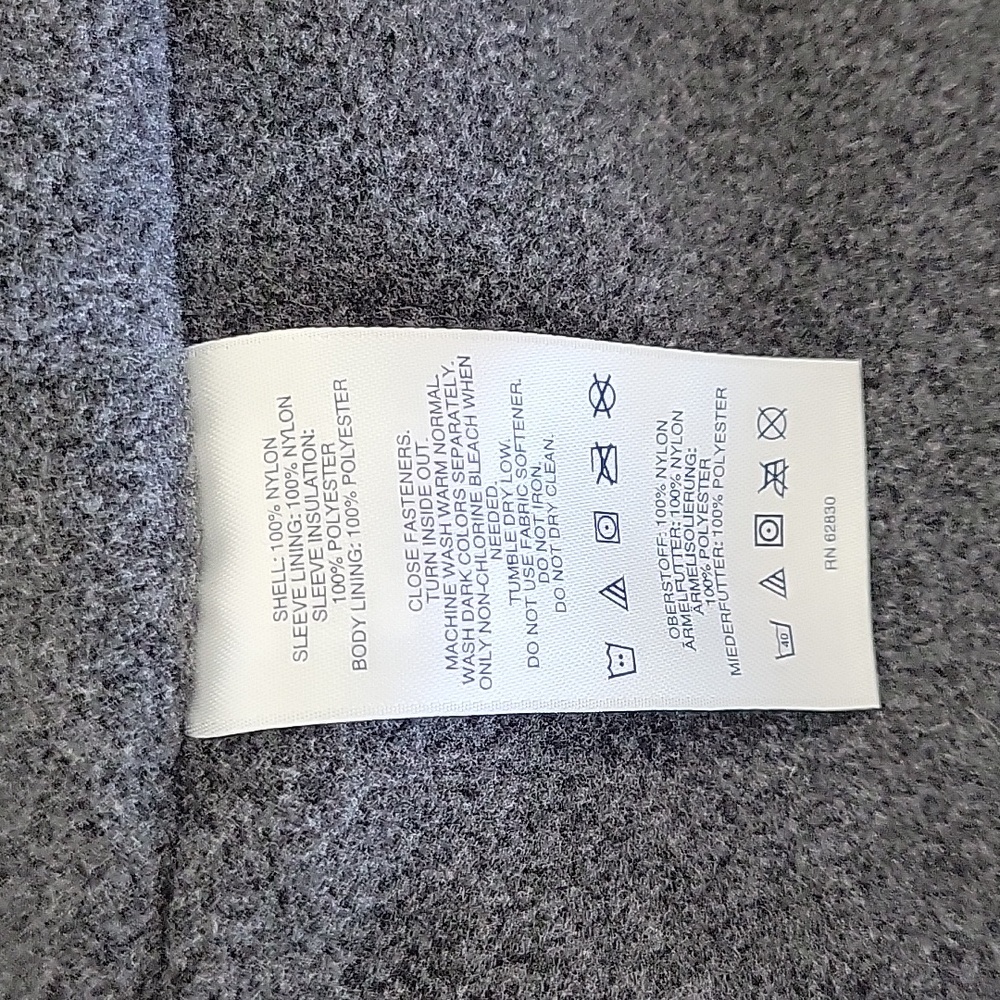 SHELL: 100% NYLON
SLEEVE LINING: 100% NYLON
SLEEVE INSULATION:
100% POLYESTER
BODY LINING: 100% POLYESTER
CLOSE FASTENERS.
TURN INSIDE OUT.
MACHINE WASH WARM NORMAL.
WASH DARK COLORS SEPARATELY.
ONLY NON-CHLORINE BLEACH WHEN
NEEDED.
TUMBLE DRY LOW.
DO NOT USE FABRIC SOFTENER.
DO NOT IRON.
DO NOT DRY CLEAN.
OBERSTOFF: 100% NYLON
ÄRMELFUTTER: 100% NYLON
ÄRMELISOLIERUNG:
100% POLYESTER
MIEDERFUTTER: 100% POLYESTER
40
RN 62830